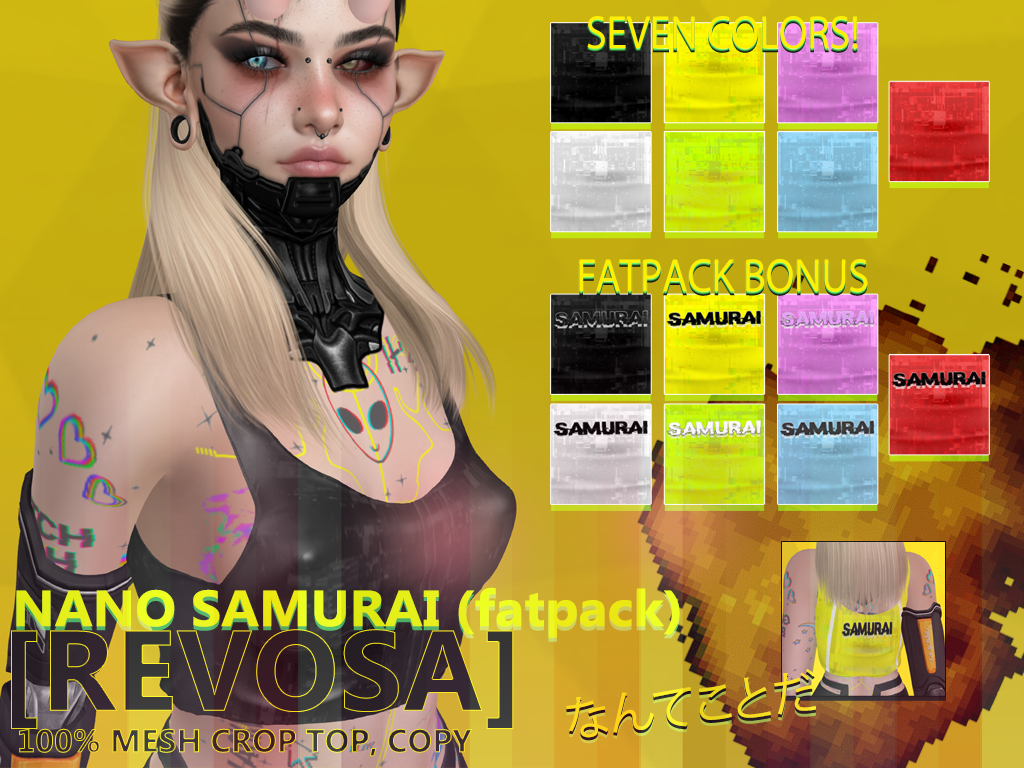 SEVEN COLORS!
FATPACK BONUS
SAMURAI
SAMURAI
SAMURAI
SAMURAI
SAMURAI
SAMURAI
SAMURAI
SAMURAI
NANO SAMURAI (fatpack)
[REVOSA]
100% MESH CROP TOP, COPY
なんてことだ